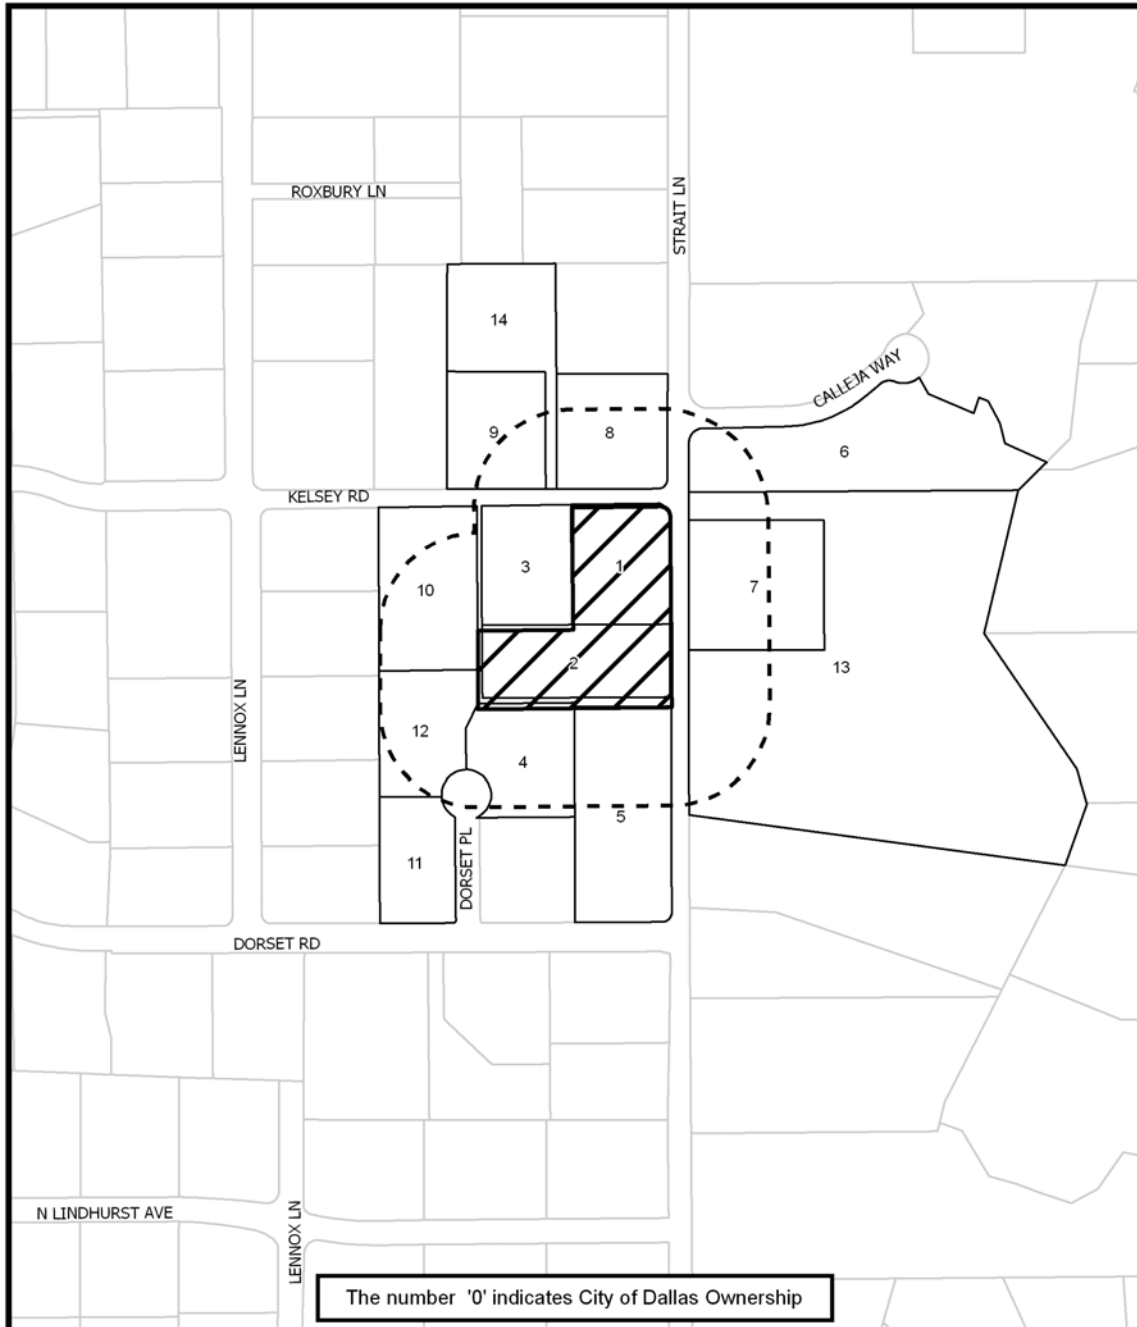 ROXBURY LN
STRAIT LN
14
CALLEJA WAY
9
8
6
KELSEY RD
3
1
10
7
2
13
LENNOX LN
12
4
5
DORSET PL
11
DORSET RD
N LINDHURST AVE
LENNOX LN
The number '0' indicates City of Dallas Ownership